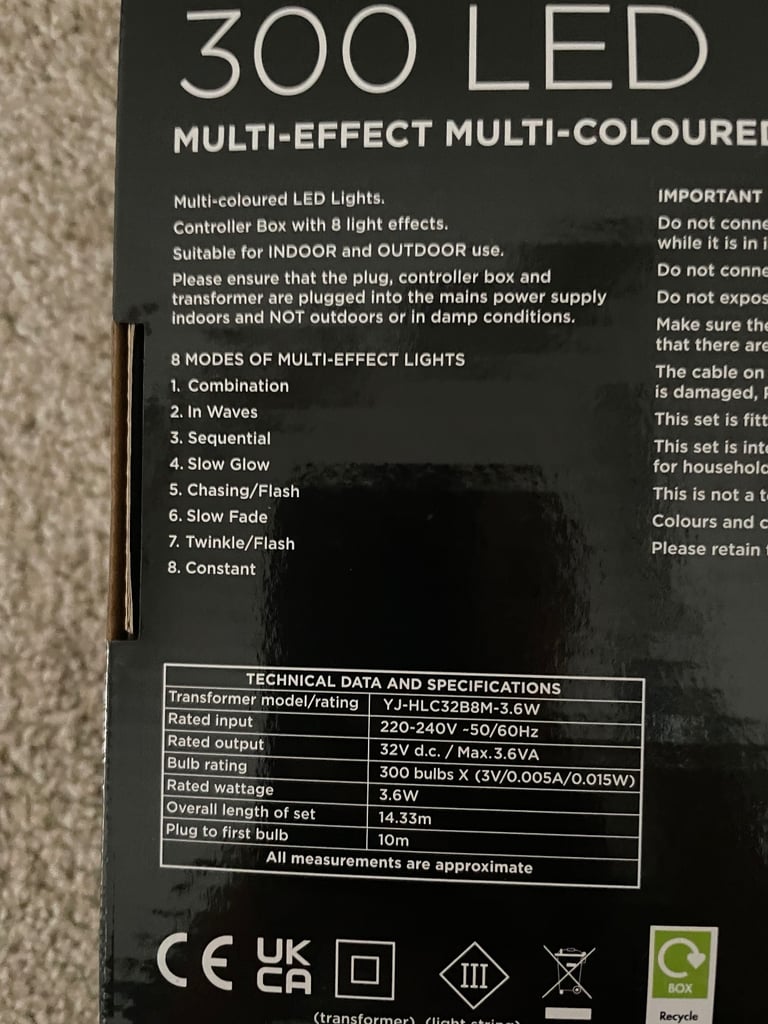 300 LED
MULTI-EFFECT MULTI-COLOURED
Multi-coloured LED Lights.
Controller Box with 8 light effects.
Suitable for INDOOR and OUTDOOR use.
Please ensure that the plug, controller box and
transformer are plugged into the mains power supply
indoors and NOT outdoors or in damp conditions.
8 MODES OF MULTI-EFFECT LIGHTS
1. Combination
2. In Waves
3. Sequential
4. Slow Glow
5. Chasing/Flash
6. Slow Fade
7. Twinkle/Flash
8. Constant
IMPORTANT
Do not conne
while it is in i
Do not conne
Do not expos
Make sure the
that there are
The cable on
is damaged,
This set is fitt
This set is inte
for household
This is not a t
Colours and c
Please retain
TECHNICAL DATA AND SPECIFICATIONS
Transformer model/rating YJ-HLC32B8M-3.6W
Rated input 220-240V ~50/60Hz
Rated output 32V d.c. / Max.3.6VA
Bulb rating 300 bulbs X (3V/0.005A/0.015W)
Rated wattage 3.6W
Overall length of set 14.33m
Plug to first bulb 10m
All measurements are approximate
CE UK
CA
III
BOX
Recycle
(transformer) (light string)